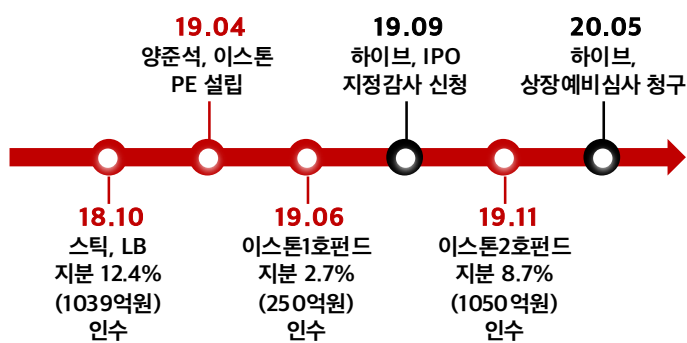 19.04
양준석, 이스톤
PE 설립
19.09
하이브, IPO
지정감사 신청
20.05
하이브,
상장예비심사 청구
18.10
스틱, LB
지분 12.4%
(1039억원)
인수
19.06
이스톤1호펀드
지분 2.7%
(250억원)
인수
19.11
이스톤2호펀드
지분 8.7%
(1050억원)
인수